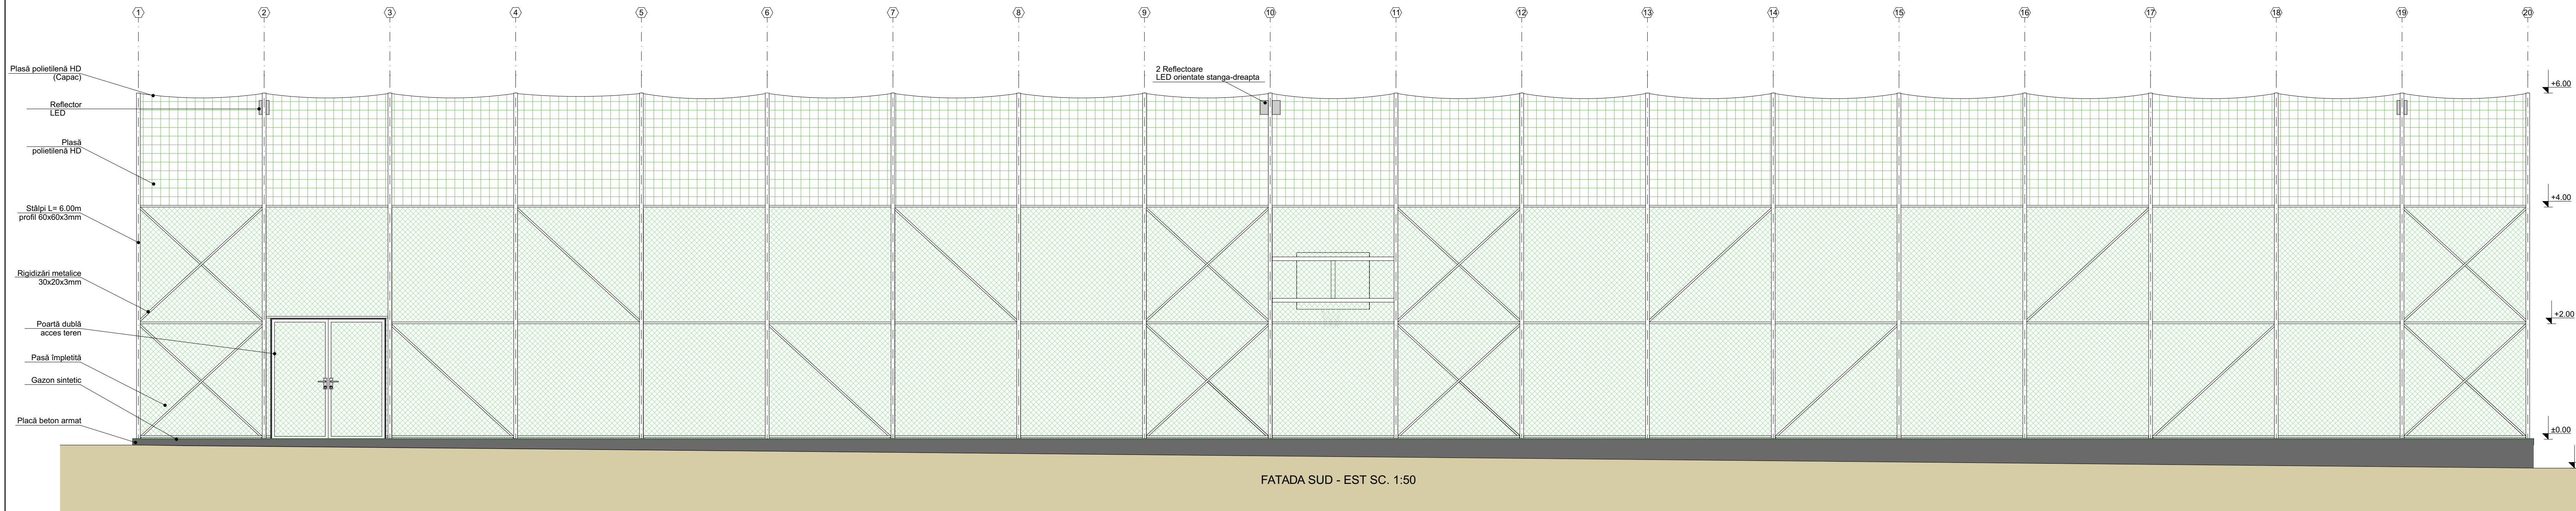 1 2 3 4 5 6 7 8 9 10 11 12 13 14 15 16 17 18 19 20
Plasă polietilenă HD
(Capac)
Reflector
LED
Plasă
polietilenă HD
Stâlpi L= 6.00m
profil 60x60x3mm
Rigidizări metalice
30x20x3mm
Poartă dublă
acces teren
Pasă împletită
Gazon sintetic
Placă beton armat
2 Reflectoare
LED orientate stanga-dreapta
+6.00
+4.00
+2.00
±0.00
FATADA SUD - EST SC. 1:50